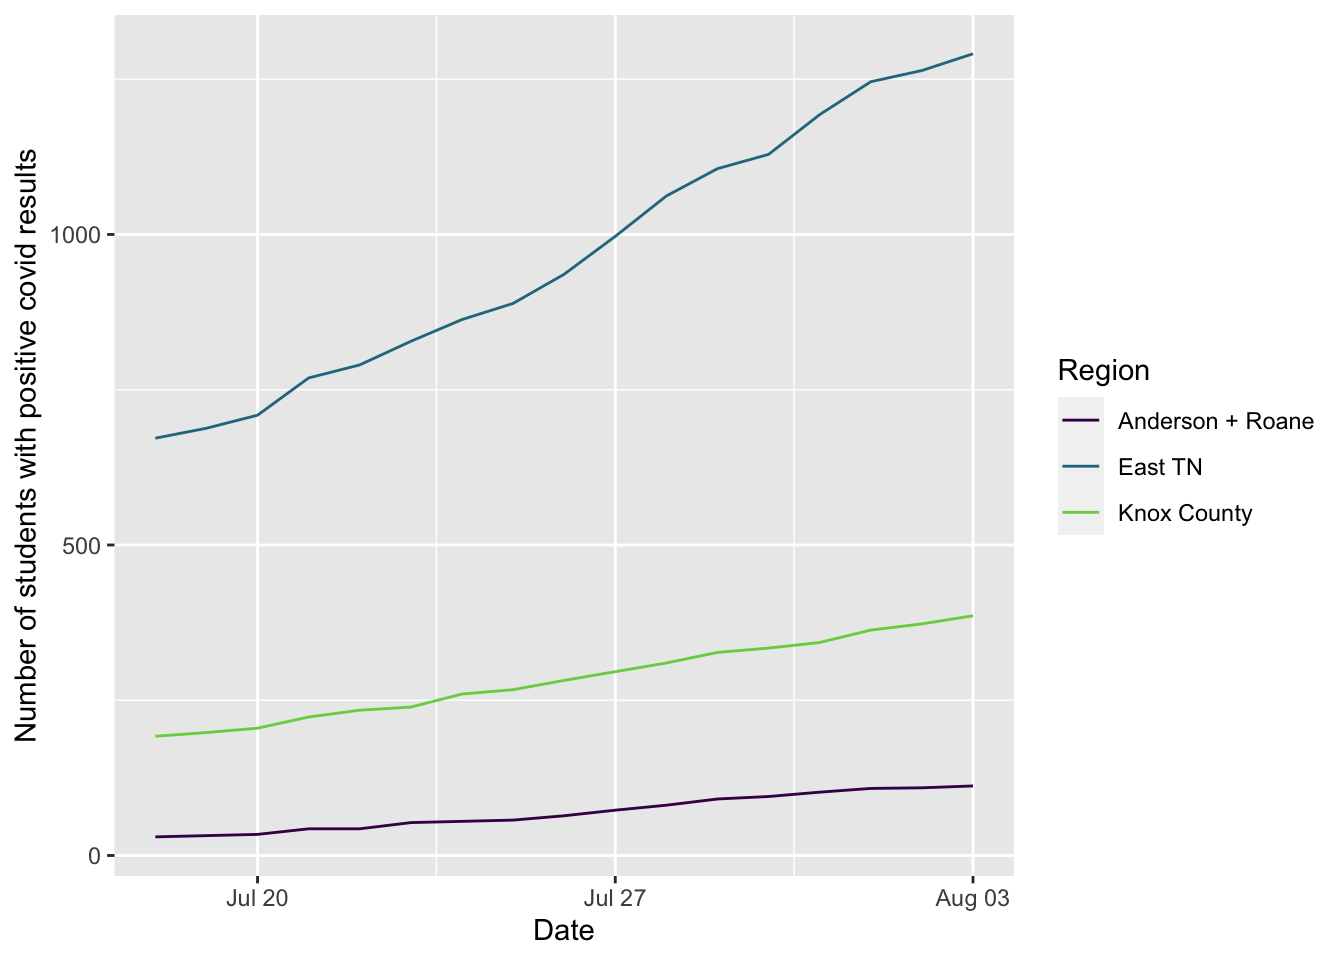 Number of students with positive covid results
1000
500
0
Jul 20
Jul 27
Aug 03
Date
Region
Anderson + Roane
East TN
Knox County